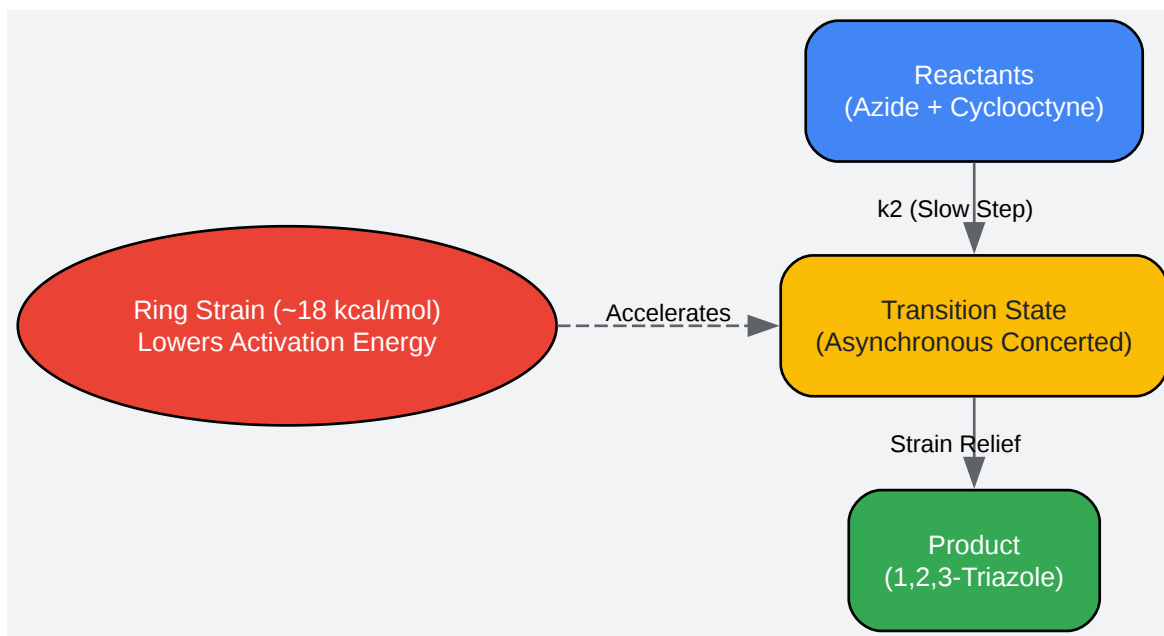 Reactants
(Azide + Cyclooctyne)
k2 (Slow Step)
Ring Strain (~18 kcal/mol)
Lowers Activation Energy
Accelerates
Transition State
(Asynchronous Concerted)
Strain Relief
Product
(1,2,3-Triazole)